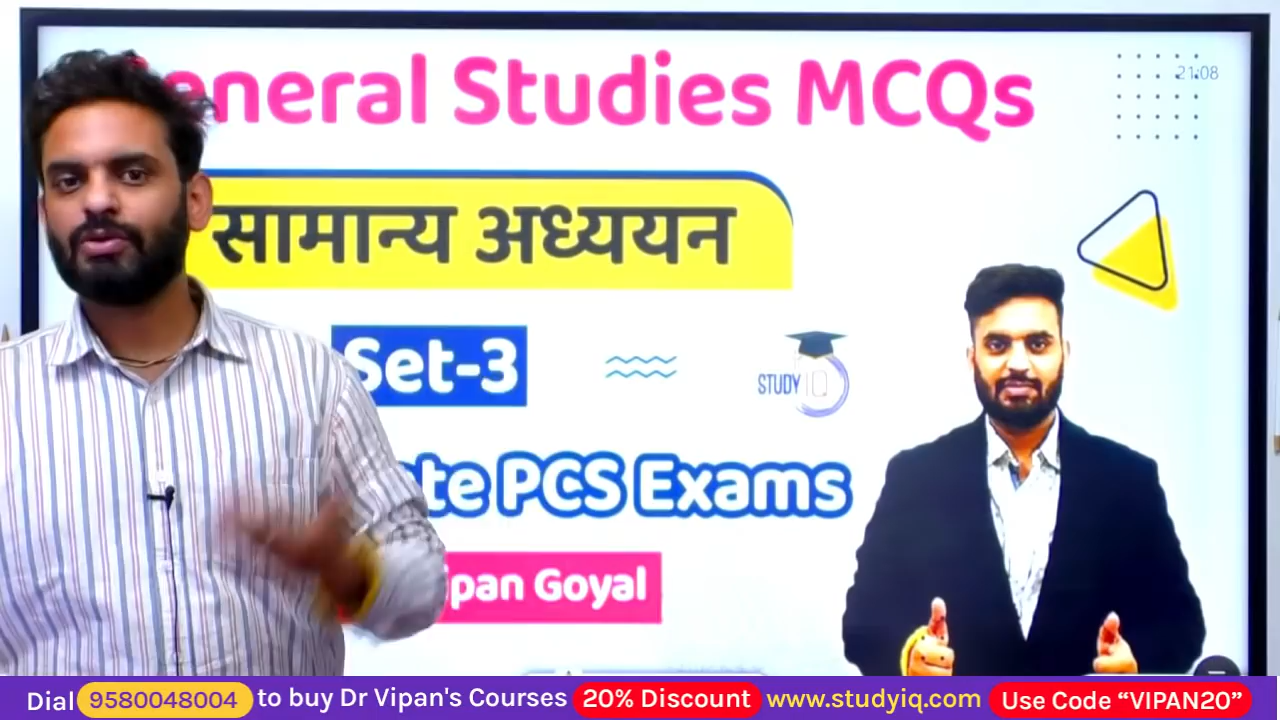 eneral Studies MCQs
21:08
सामान्य अध्ययन
Set-3
STUDY IQ
te PCS Exams
ipan Goyal
Dial 9580048004 to buy Dr Vipan's Courses 20% Discount www.studyiq.com Use Code “VIPAN20”